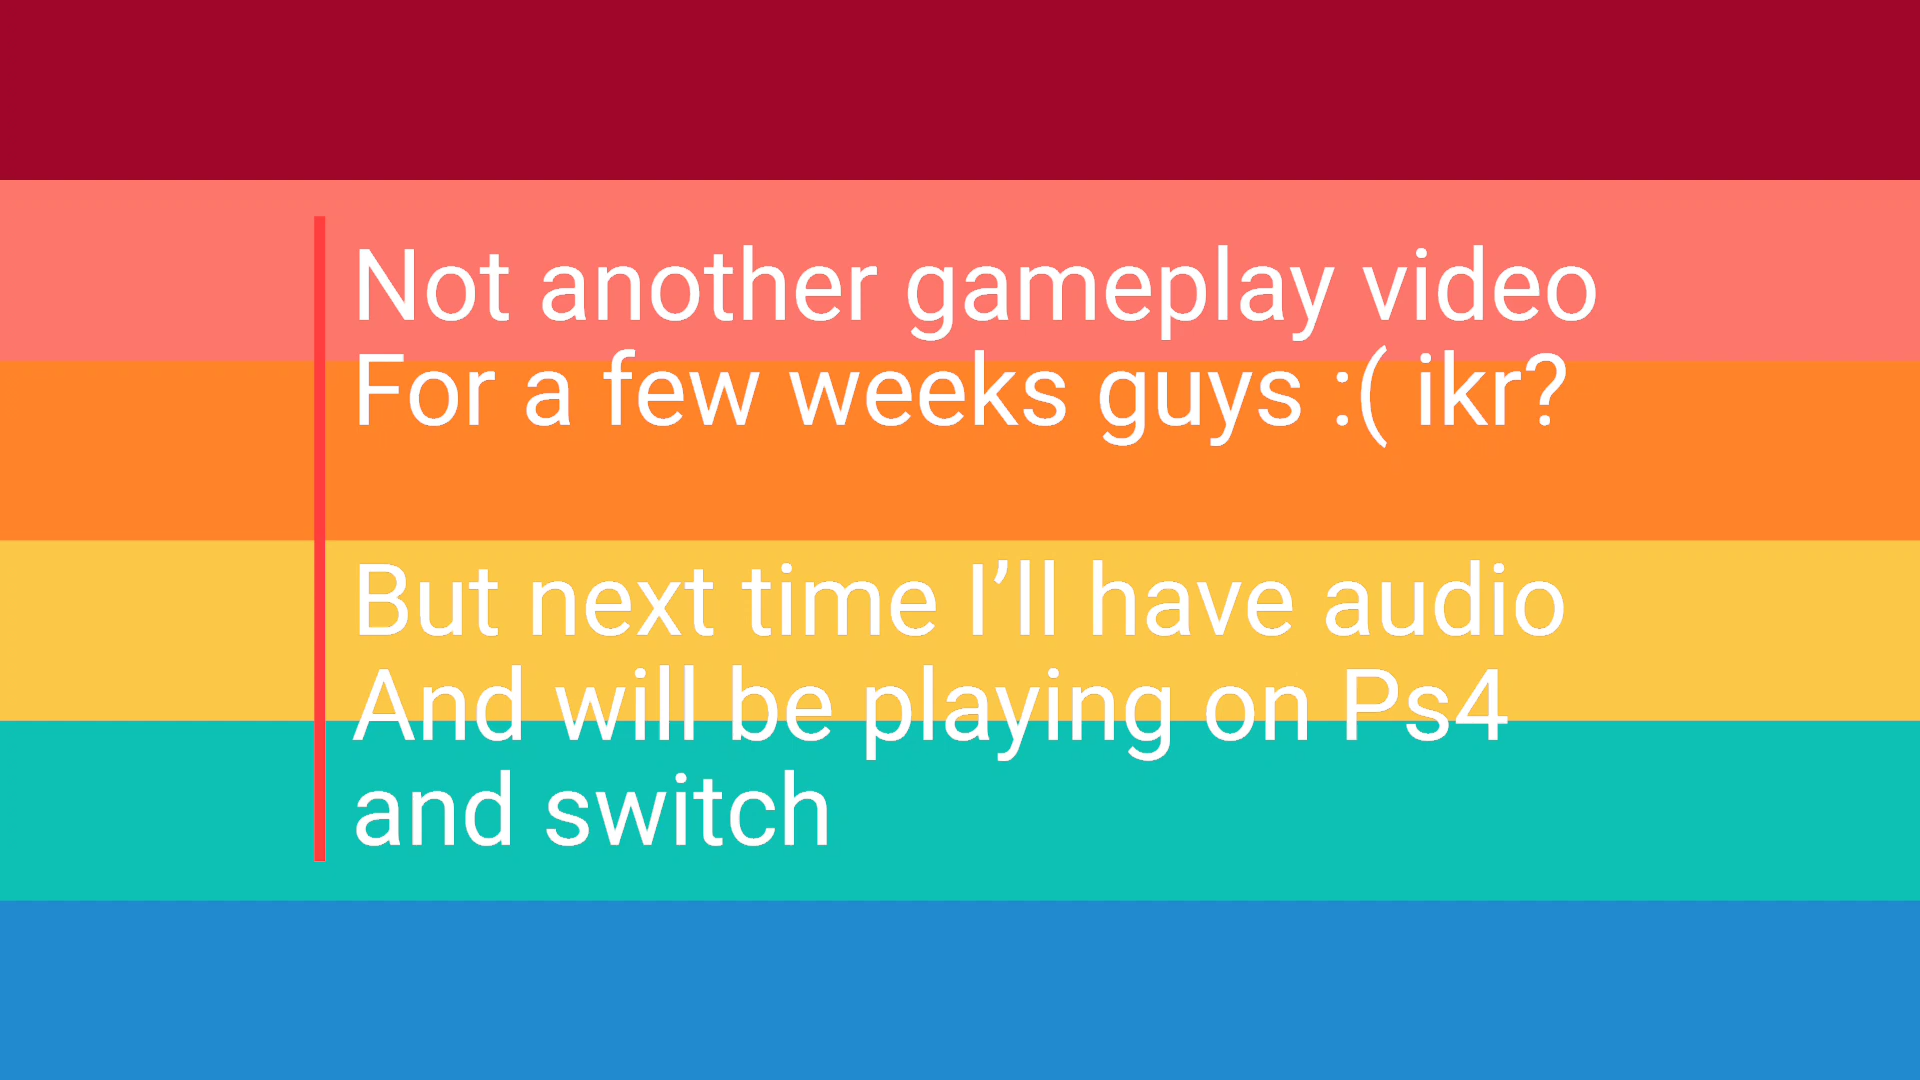 Not another gameplay video
For a few weeks guys :( ikr?
But next time I’ll have audio
And will be playing on Ps4
and switch